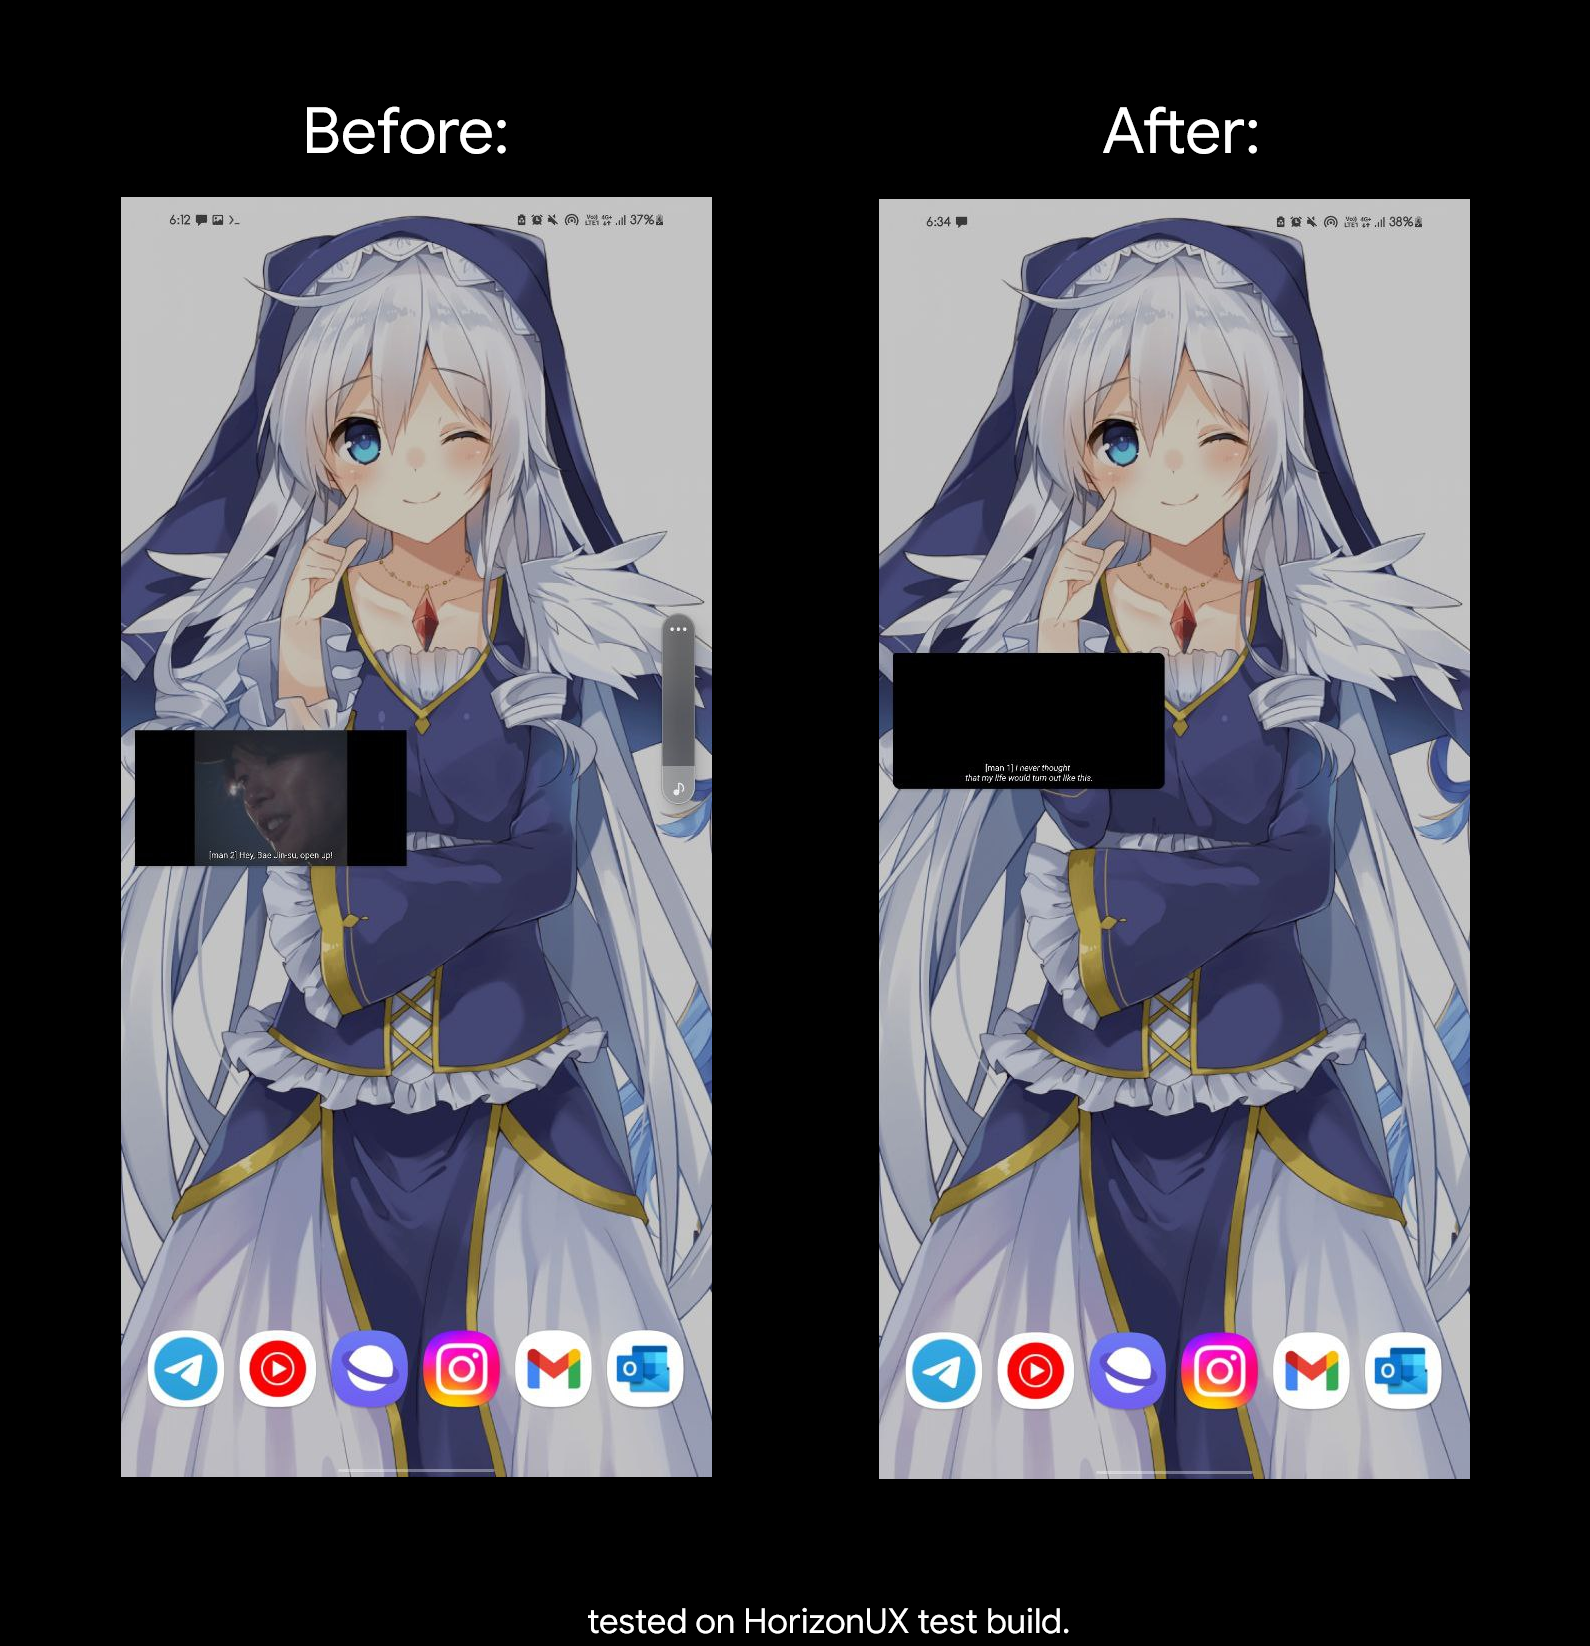 Before:
After:
6:12
37%
6:34
38%
[man 2] Hey, Bae Jin-su, open up!
[man 1] I never thought
that my life would turn out like this.
tested on HorizonUX test build.